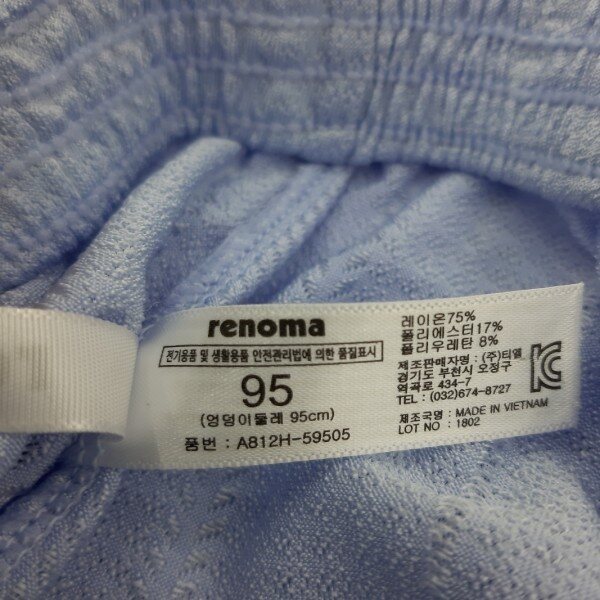 renoma
전기용품 및 생활용품 안전관리법에 의한 품질표시
95
(엉덩이둘레 95cm)
품번 : A812H-59505
레이온75%
폴리에스터17%
폴리우레탄 8%
제조판매자명 : (주)티엘
경기도 부천시 오정구
역곡로 434-7
TEL : (032)674-8727
제조국명 : MADE IN VIETNAM
LOT NO : 1802